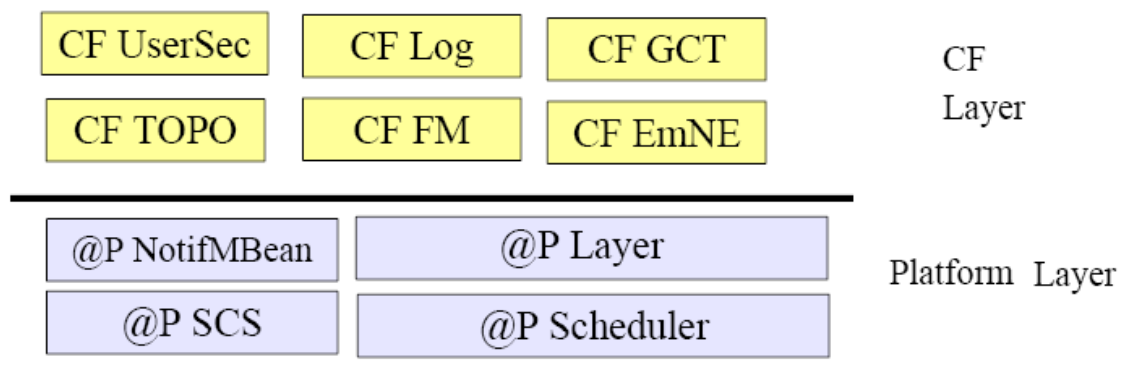 CF UserSec
CF Log
CF GCT
CF
Layer
CF TOPO
CF FM
CF EmNE
@P NotifMBean
@P Layer
Platform Layer
@P SCS
@P Scheduler